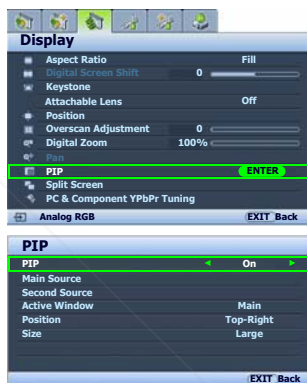 Display
Aspect Ratio Fill
Digital Screen Shift 0
Keystone
Attachable Lens Off
Position
Overscan Adjustment 0
Digital Zoom 100%
Pan
PIP ENTER
Split Screen
PC & Component YPbPr Tuning
Analog RGB EXIT Back
PIP
PIP On
Main Source
Second Source
Active Window Main
Position Top-Right
Size Large
EXIT Back